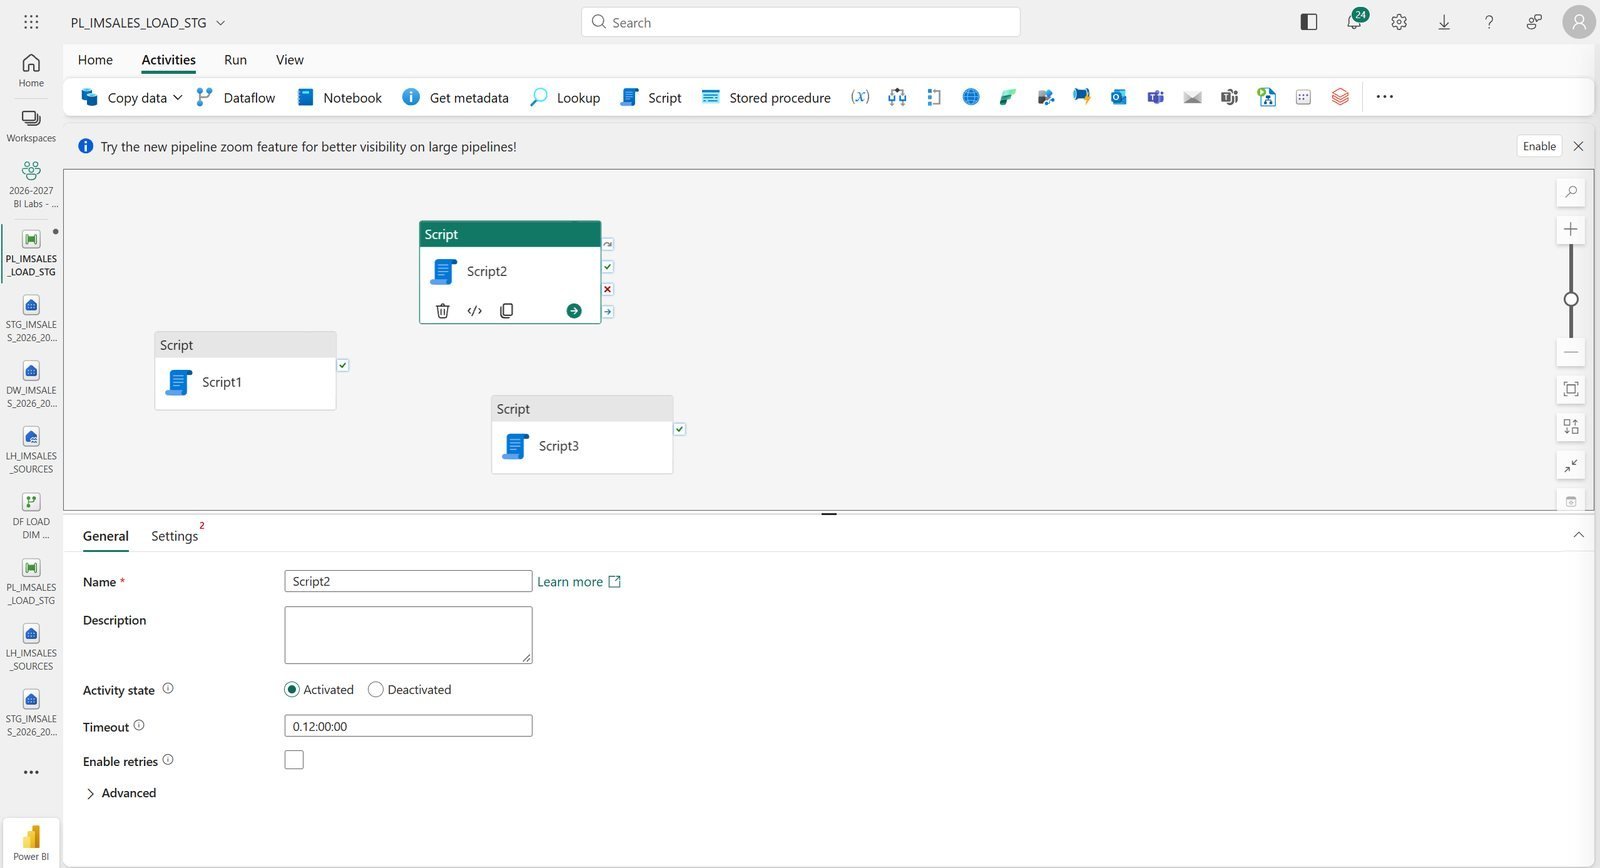 PL_IMSALES_LOAD_STG
Search
24
Home
Activities
Run
View
Copy data
Dataflow
Notebook
Get metadata
Lookup
Script
Stored procedure
(x)
Try the new pipeline zoom feature for better visibility on large pipelines!
Enable
Home
Workspaces
2026-2027
BI Labs - ...
PL_IMSALES
_LOAD_STG
STG_IMSALE
S_2026_20...
DW_IMSALE
S_2026_20...
LH_IMSALES
_SOURCES
DF LOAD
DIM ...
PL_IMSALES
_LOAD_STG
LH_IMSALES
_SOURCES
STG_IMSALE
S_2026_20...
Power BI
Script
Script2
Script
Script1
Script
Script3
General
Settings
2
Name *
Script2
Learn more
Description
Activity state
Activated
Deactivated
Timeout
0.12:00:00
Enable retries
Advanced